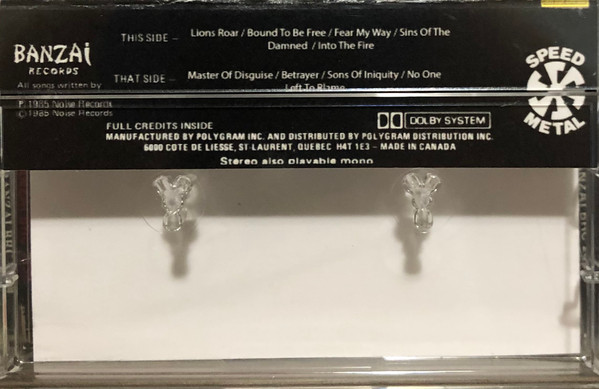 BANZAI
RECORDS
THIS SIDE – Lions Roar / Bound To Be Free / Fear My Way / Sins Of The
Damned / Into The Fire
THAT SIDE – Master Of Disguise / Betrayer / Sons Of Iniquity / No One
Left To Blame
All songs written by
℗ 1985 Noise Records
© 1985 Noise Records
SPEED
METAL
FULL CREDITS INSIDE
DOLBY SYSTEM
MANUFACTURED BY POLYGRAM INC. AND DISTRIBUTED BY POLYGRAM DISTRIBUTION INC.
6000 COTE DE LIESSE, ST-LAURENT, QUEBEC H4T 1E3 – MADE IN CANADA
Stereo also playable mono